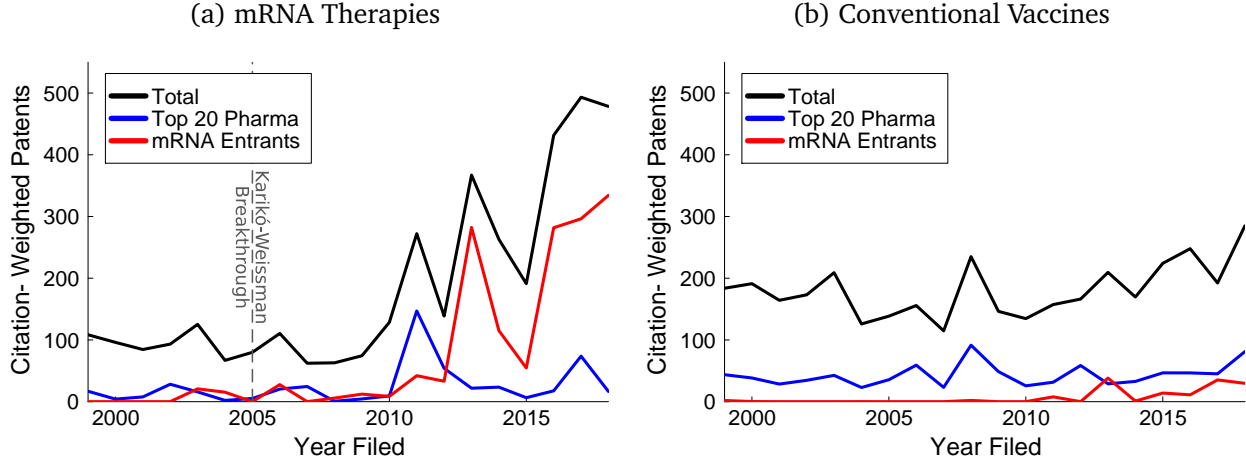 (a) mRNA Therapies
Citation- Weighted Patents
500
400
300
200
100
0
Total
Top 20 Pharma
mRNA Entrants
Karikó-Weissman
Breakthrough
2000
2005
2010
2015
Year Filed
(b) Conventional Vaccines
Citation- Weighted Patents
500
400
300
200
100
0
Total
Top 20 Pharma
mRNA Entrants
2000
2005
2010
2015
Year Filed